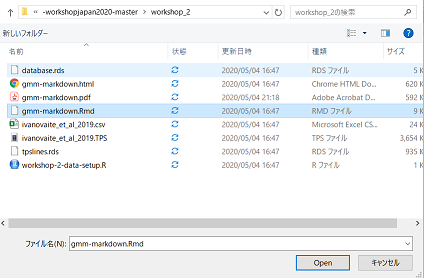 « -workshopjapan2020-master › workshop_2
workshop_2の検索
新しいフォルダー
名前 状態 更新日時 種類 サイズ
database.rds 2020/05/04 16:47 RDS ファイル 5 K
gmm-markdown.html 2020/05/04 16:47 Chrome HTML Do... 620 K
gmm-markdown.pdf 2020/05/04 21:18 Adobe Acrobat D... 592 K
gmm-markdown.Rmd 2020/05/04 16:47 RMD ファイル 9 K
ivanovaite_et_al_2019.csv 2020/05/04 16:47 Microsoft Excel CS... 24 K
ivanovaite_et_al_2019.TPS 2020/05/04 16:47 TPS ファイル 3,654 K
tpslines.rds 2020/05/04 16:47 RDS ファイル 935 K
workshop-2-data-setup.R 2020/05/04 16:47 R ファイル 1 K
ファイル名(N): gmm-markdown.Rmd
Open キャンセル